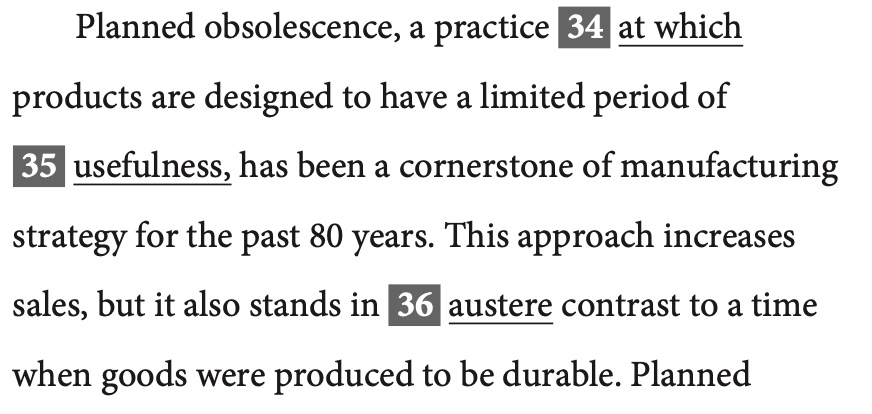 Planned obsolescence, a practice 34 at which
products are designed to have a limited period of
35 usefulness, has been a cornerstone of manufacturing
strategy for the past 80 years. This approach increases
sales, but it also stands in 36 austere contrast to a time
when goods were produced to be durable. Planned